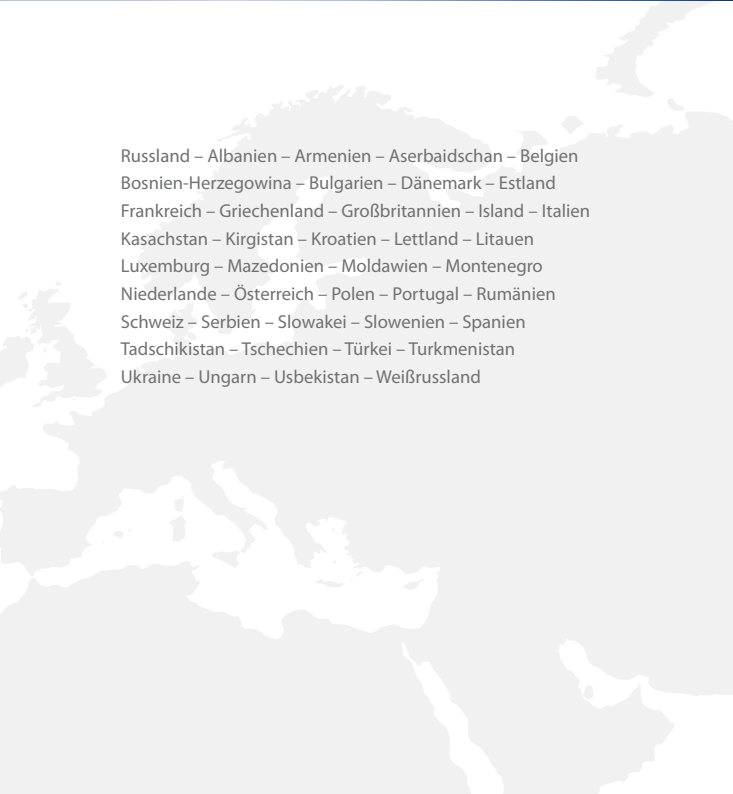 Russland – Albanien – Armenien – Aserbaidschan – Belgien
Bosnien-Herzegowina – Bulgarien – Dänemark – Estland
Frankreich – Griechenland – Großbritannien – Island – Italien
Kasachstan – Kirgistan – Kroatien – Lettland – Litauen
Luxemburg – Mazedonien – Moldawien – Montenegro
Niederlande – Österreich – Polen – Portugal – Rumänien
Schweiz – Serbien – Slowakei – Slowenien – Spanien
Tadschikistan – Tschechien – Türkei – Turkmenistan
Ukraine – Ungarn – Usbekistan – Weißrussland